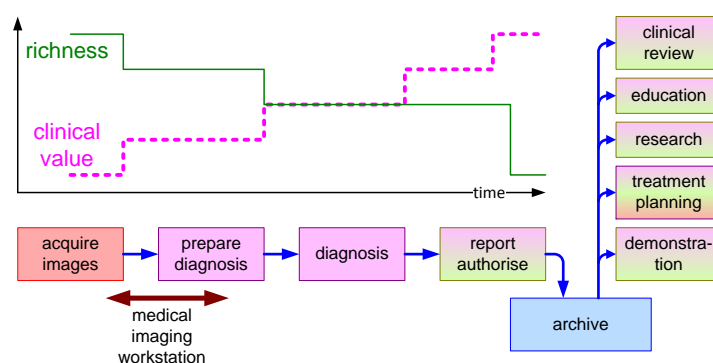 richness
clinical
value
time
acquire
images
prepare
diagnosis
diagnosis
report
authorise
medical
imaging
workstation
archive
clinical
review
education
research
treatment
planning
demonstra-
tion